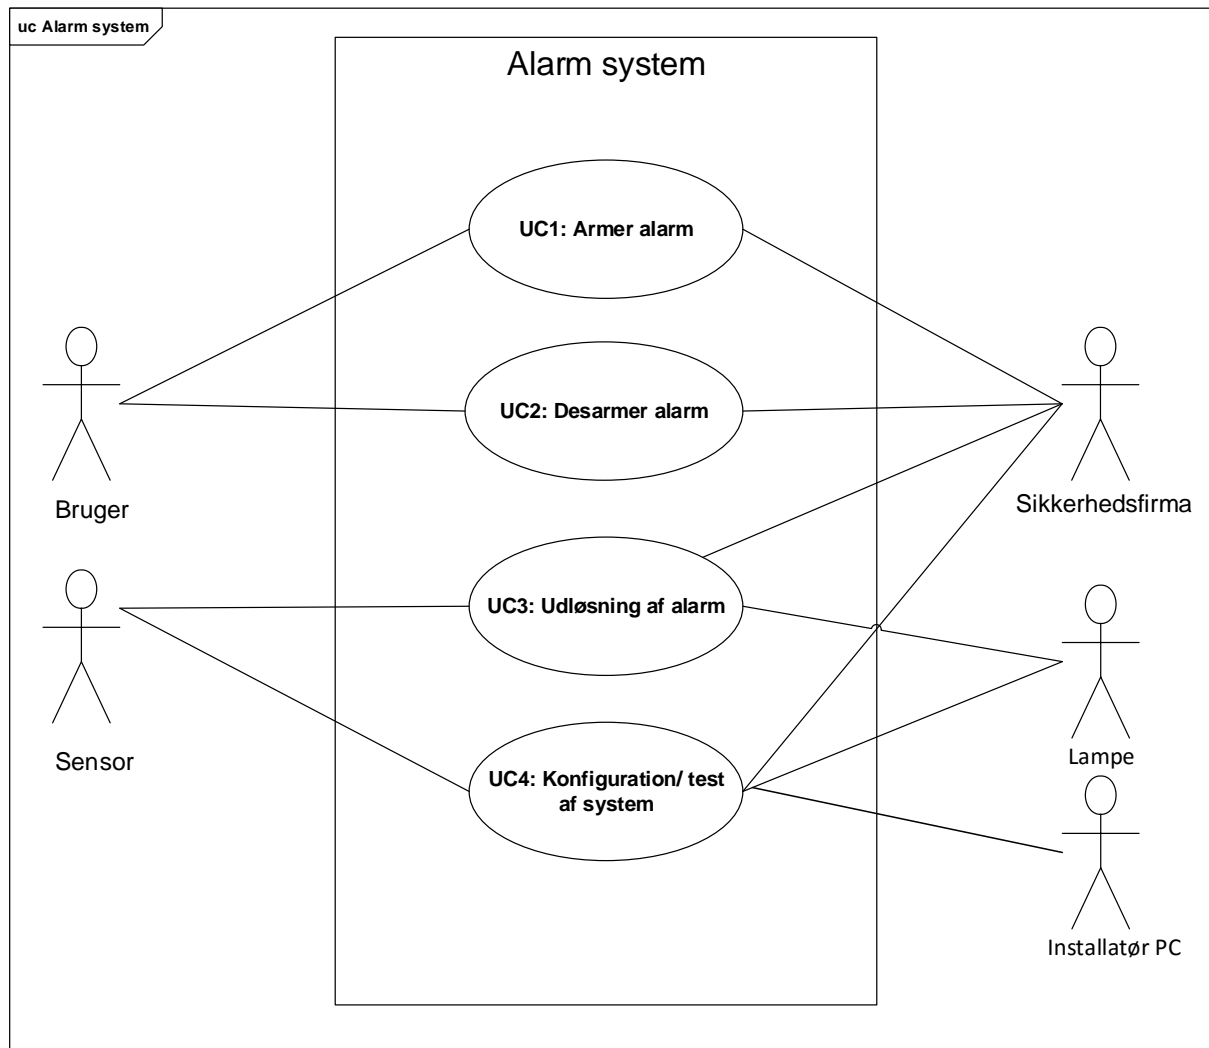 uc Alarm system
Alarm system
UC1: Armer alarm
UC2: Desarmer alarm
Bruger
Sikkerhedsfirma
UC3: Udløsning af alarm
Sensor
Lampe
UC4: Konfiguration/ test
af system
Installatør PC